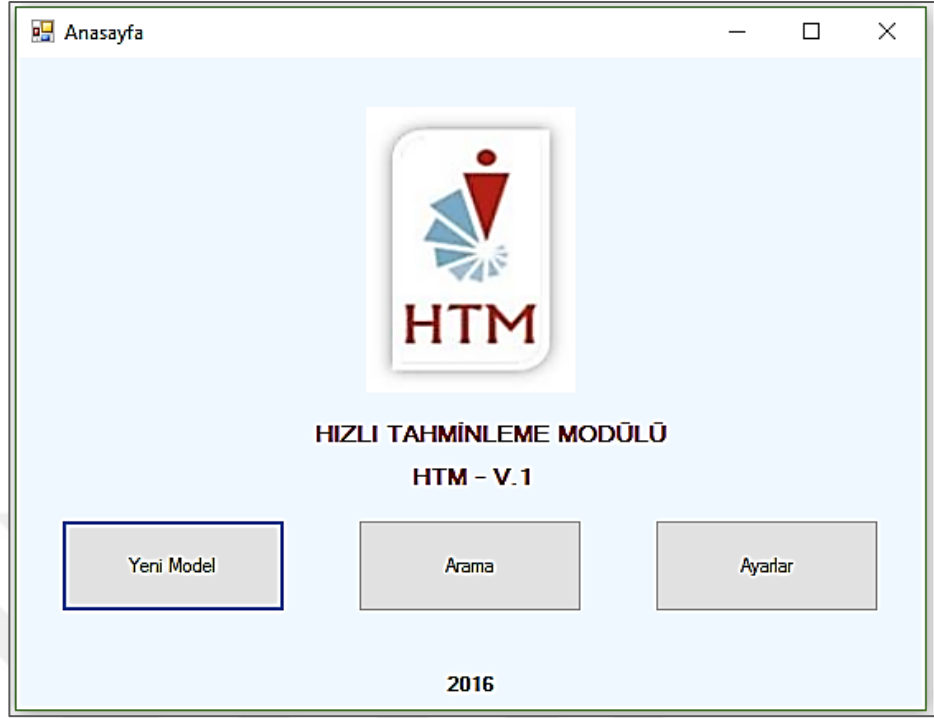 Anasayfa
HTM
HIZLI TAHMİNLEME MODÜLÜ
HTM - V.1
Yeni Model Arama Ayarlar
2016